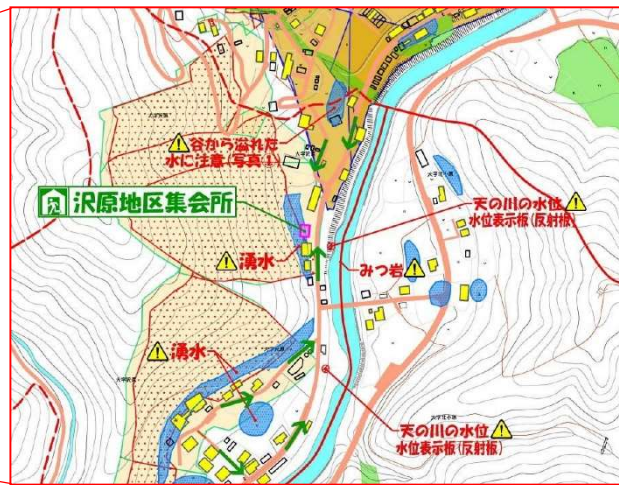 谷から溢れた
水に注意(写真1)
沢原地区集会所
天の川の水位
水位表示板(反射板)
湧水
みつ岩
湧水
天の川の水位
水位表示板(反射板)